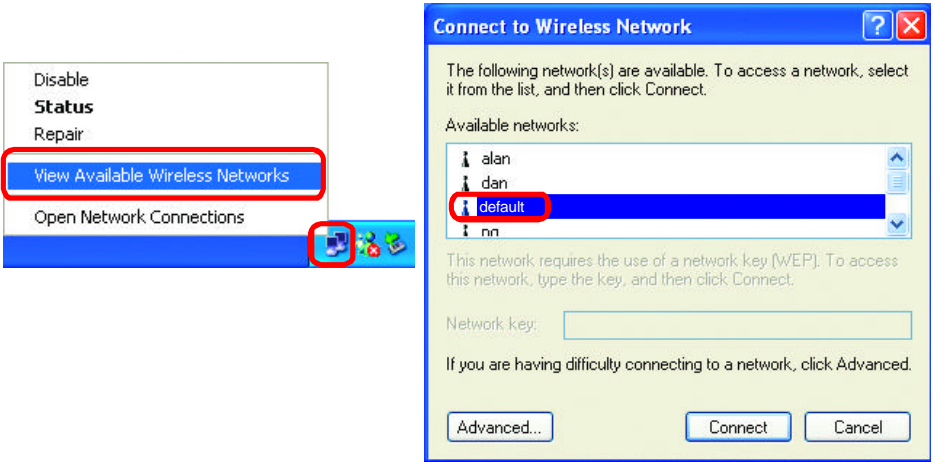 Disable
Status
Repair
View Available Wireless Networks
Open Network Connections
Connect to Wireless Network
The following network(s) are available. To access a network, select
it from the list, and then click Connect.
Available networks:
alan
dan
default
This network requires the use of a network key (WEP). To access
this network, type the key, and then click Connect.
Network key:
If you are having difficulty connecting to a network, click Advanced.
Advanced...
Connect
Cancel